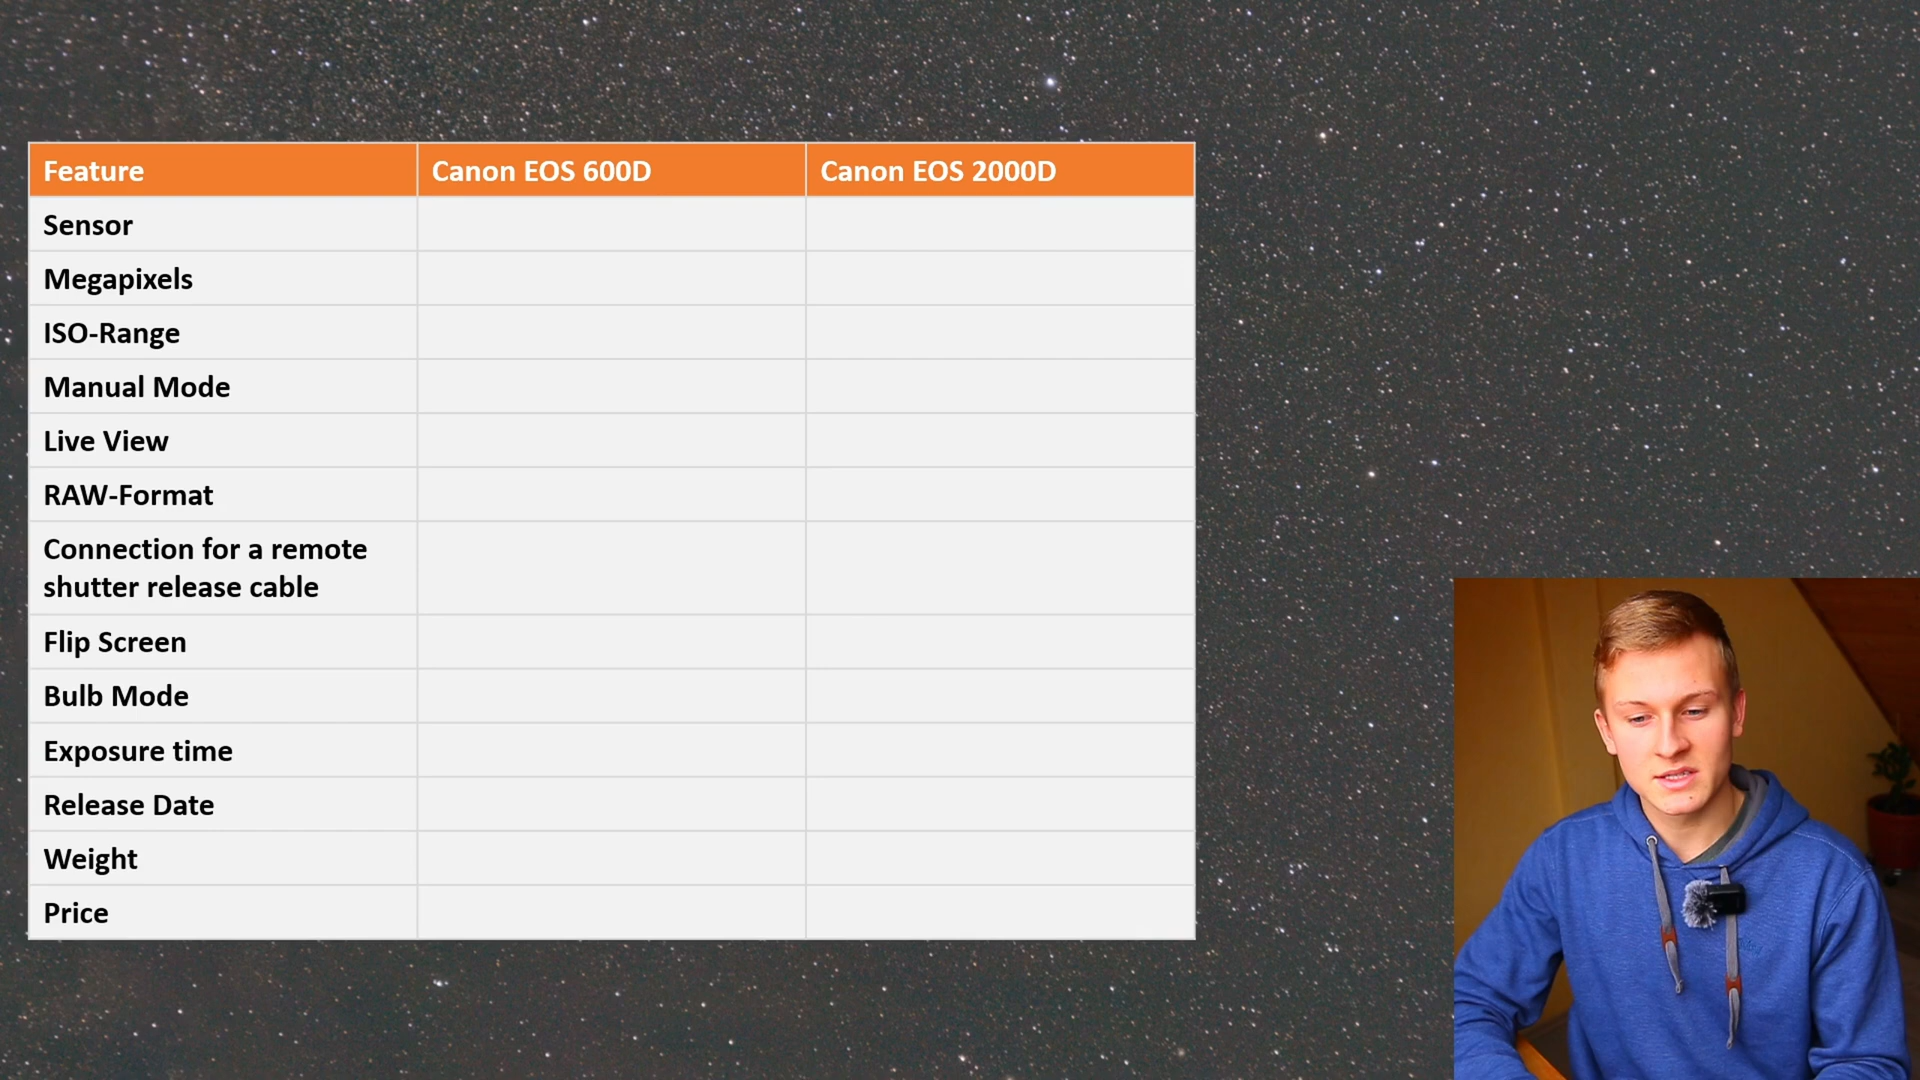 Feature Canon EOS 600D Canon EOS 2000D
Sensor
Megapixels
ISO-Range
Manual Mode
Live View
RAW-Format
Connection for a remote
shutter release cable
Flip Screen
Bulb Mode
Exposure time
Release Date
Weight
Price